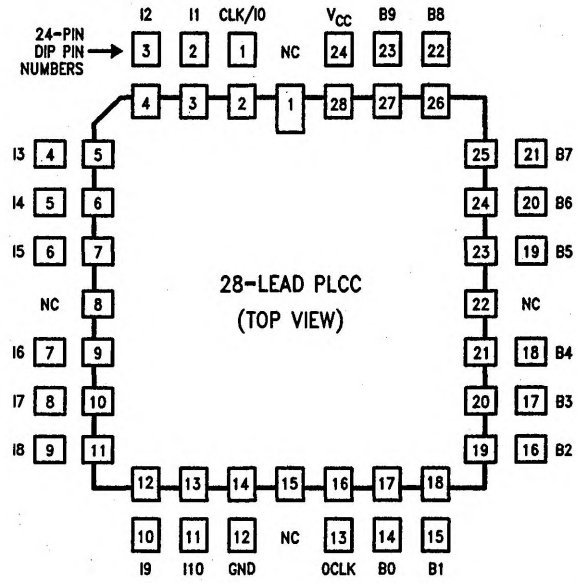 I2 I1 CLK/I0 VCC B9 B8
24-PIN
DIP PIN
NUMBERS
3 2 1 NC 24 23 22
4 3 2 1 28 27 26
I3 4 5 25 21 B7
I4 5 6 24 20 B6
I5 6 7 23 19 B5
NC 8 22 NC
28-LEAD PLCC
(TOP VIEW)
I6 7 9 21 18 B4
I7 8 10 20 17 B3
I8 9 11 19 16 B2
12 13 14 15 16 17 18
10 11 12 NC 13 14 15
I9 I10 GND OCLK B0 B1